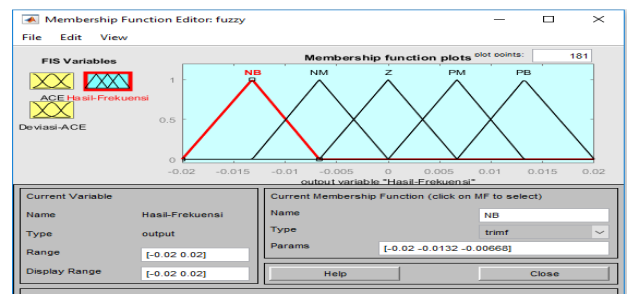 Membership Function Editor: fuzzy
File Edit View
FIS Variables
Membership function plots plot points: 181
NB NM Z PM PB
1
0.5
0
-0.02 -0.015 -0.01 -0.005 0 0.005 0.01 0.015 0.02
output variable "Hasil-Frekuensi"
ACE Hasil-Frekuensi
Deviasi-ACE
Current Variable
Name Hasil-Frekuensi
Type output
Range [-0.02 0.02]
Display Range [-0.02 0.02]
Current Membership Function (click on MF to select)
Name NB
Type trimf
Params [-0.02 -0.0132 -0.00668]
Help Close